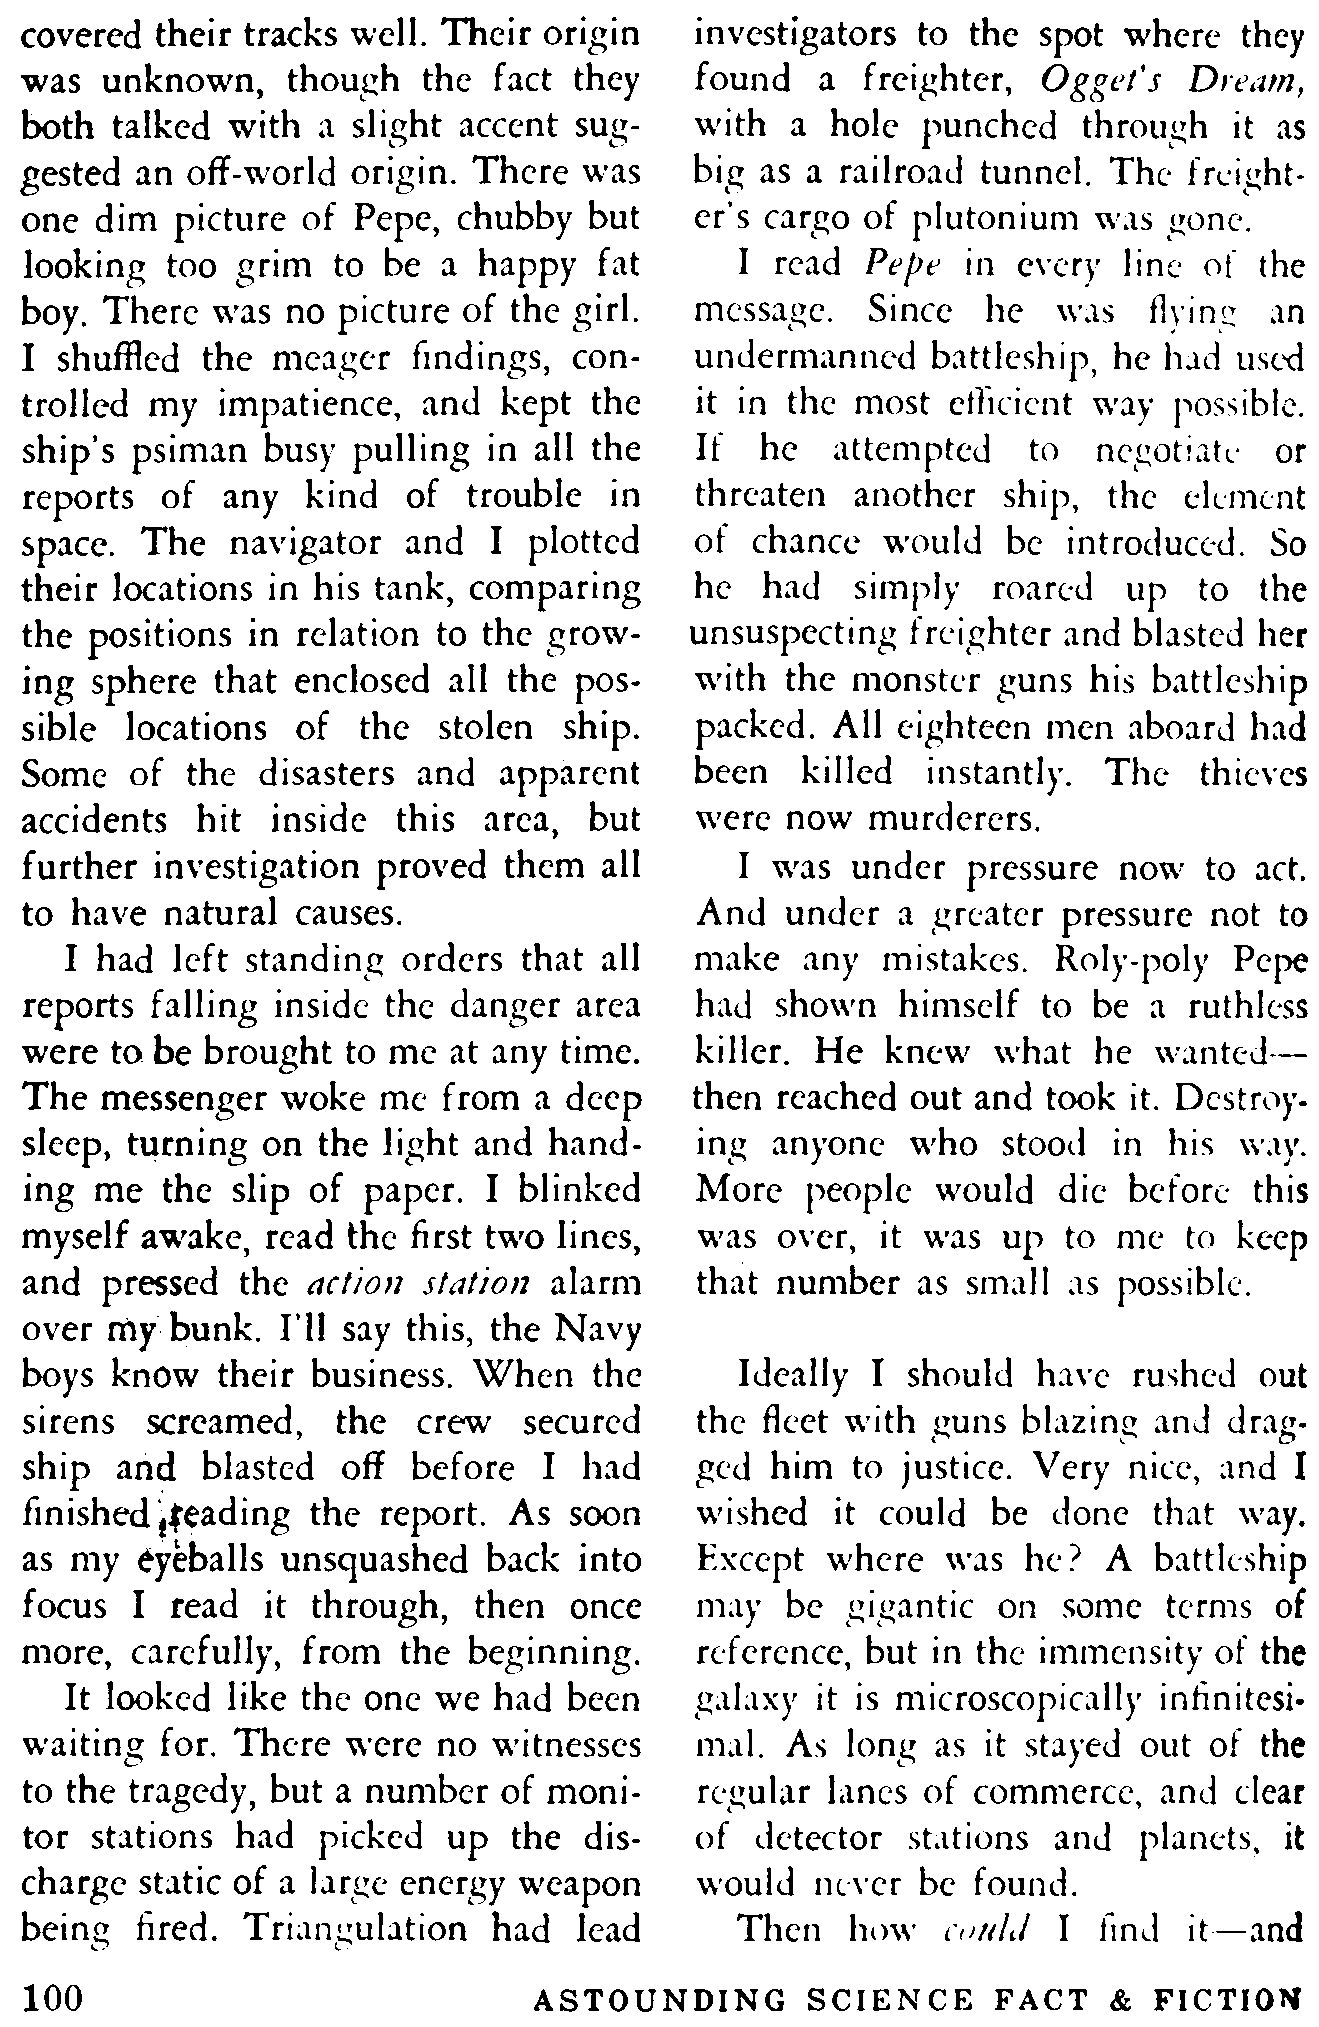 covered their tracks well. Their origin
was unknown, though the fact they
both talked with a slight accent sug-
gested an off-world origin. There was
one dim picture of Pepe, chubby but
looking too grim to be a happy fat
boy. There was no picture of the girl.
I shuffled the meager findings, con-
trolled my impatience, and kept the
ship's psiman busy pulling in all the
reports of any kind of trouble in
space. The navigator and I plotted
their locations in his tank, comparing
the positions in relation to the grow-
ing sphere that enclosed all the pos-
sible locations of the stolen ship.
Some of the disasters and apparent
accidents hit inside this area, but
further investigation proved them all
to have natural causes.
I had left standing orders that all
reports falling inside the danger area
were to be brought to me at any time.
The messenger woke me from a deep
sleep, turning on the light and hand-
ing me the slip of paper. I blinked
myself awake, read the first two lines,
and pressed the action station alarm
over my bunk. I'll say this, the Navy
boys know their business. When the
sirens screamed, the crew secured
ship and blasted off before I had
finished reading the report. As soon
as my eyeballs unsquashed back into
focus I read it through, then once
more, carefully, from the beginning.
It looked like the one we had been
waiting for. There were no witnesses
to the tragedy, but a number of moni-
tor stations had picked up the dis-
charge static of a large energy weapon
being fired. Triangulation had lead
investigators to the spot where they
found a freighter, Ogget's Dream,
with a hole punched through it as
big as a railroad tunnel. The freight-
er's cargo of plutonium was gone.
I read Pepe in every line of the
message. Since he was flying an
undermanned battleship, he had used
it in the most efficient way possible.
If he attempted to negotiate or
threaten another ship, the element
of chance would be introduced. So
he had simply roared up to the
unsuspecting freighter and blasted her
with the monster guns his battleship
packed. All eighteen men aboard had
been killed instantly. The thieves
were now murderers.
I was under pressure now to act.
And under a greater pressure not to
make any mistakes. Roly-poly Pepe
had shown himself to be a ruthless
killer. He knew what he wanted—
then reached out and took it. Destroy-
ing anyone who stood in his way.
More people would die before this
was over, it was up to me to keep
that number as small as possible.
Ideally I should have rushed out
the fleet with guns blazing and drag-
ged him to justice. Very nice, and I
wished it could be done that way.
Except where was he? A battleship
may be gigantic on some terms of
reference, but in the immensity of the
galaxy it is microscopically infinitesi-
mal. As long as it stayed out of the
regular lanes of commerce, and clear
of detector stations and planets, it
would never be found.
Then how could I find it—and
100 ASTOUNDING SCIENCE FACT & FICTION